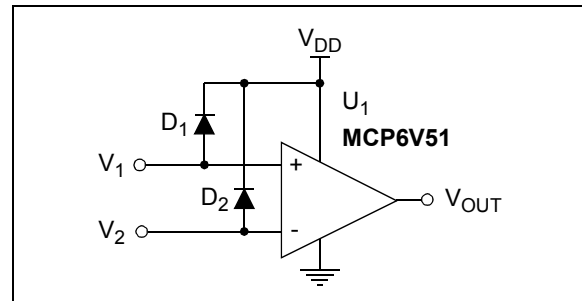 V_DD
U_1
MCP6V51
D_1
V_1
+
D_2
V_OUT
V_2
-